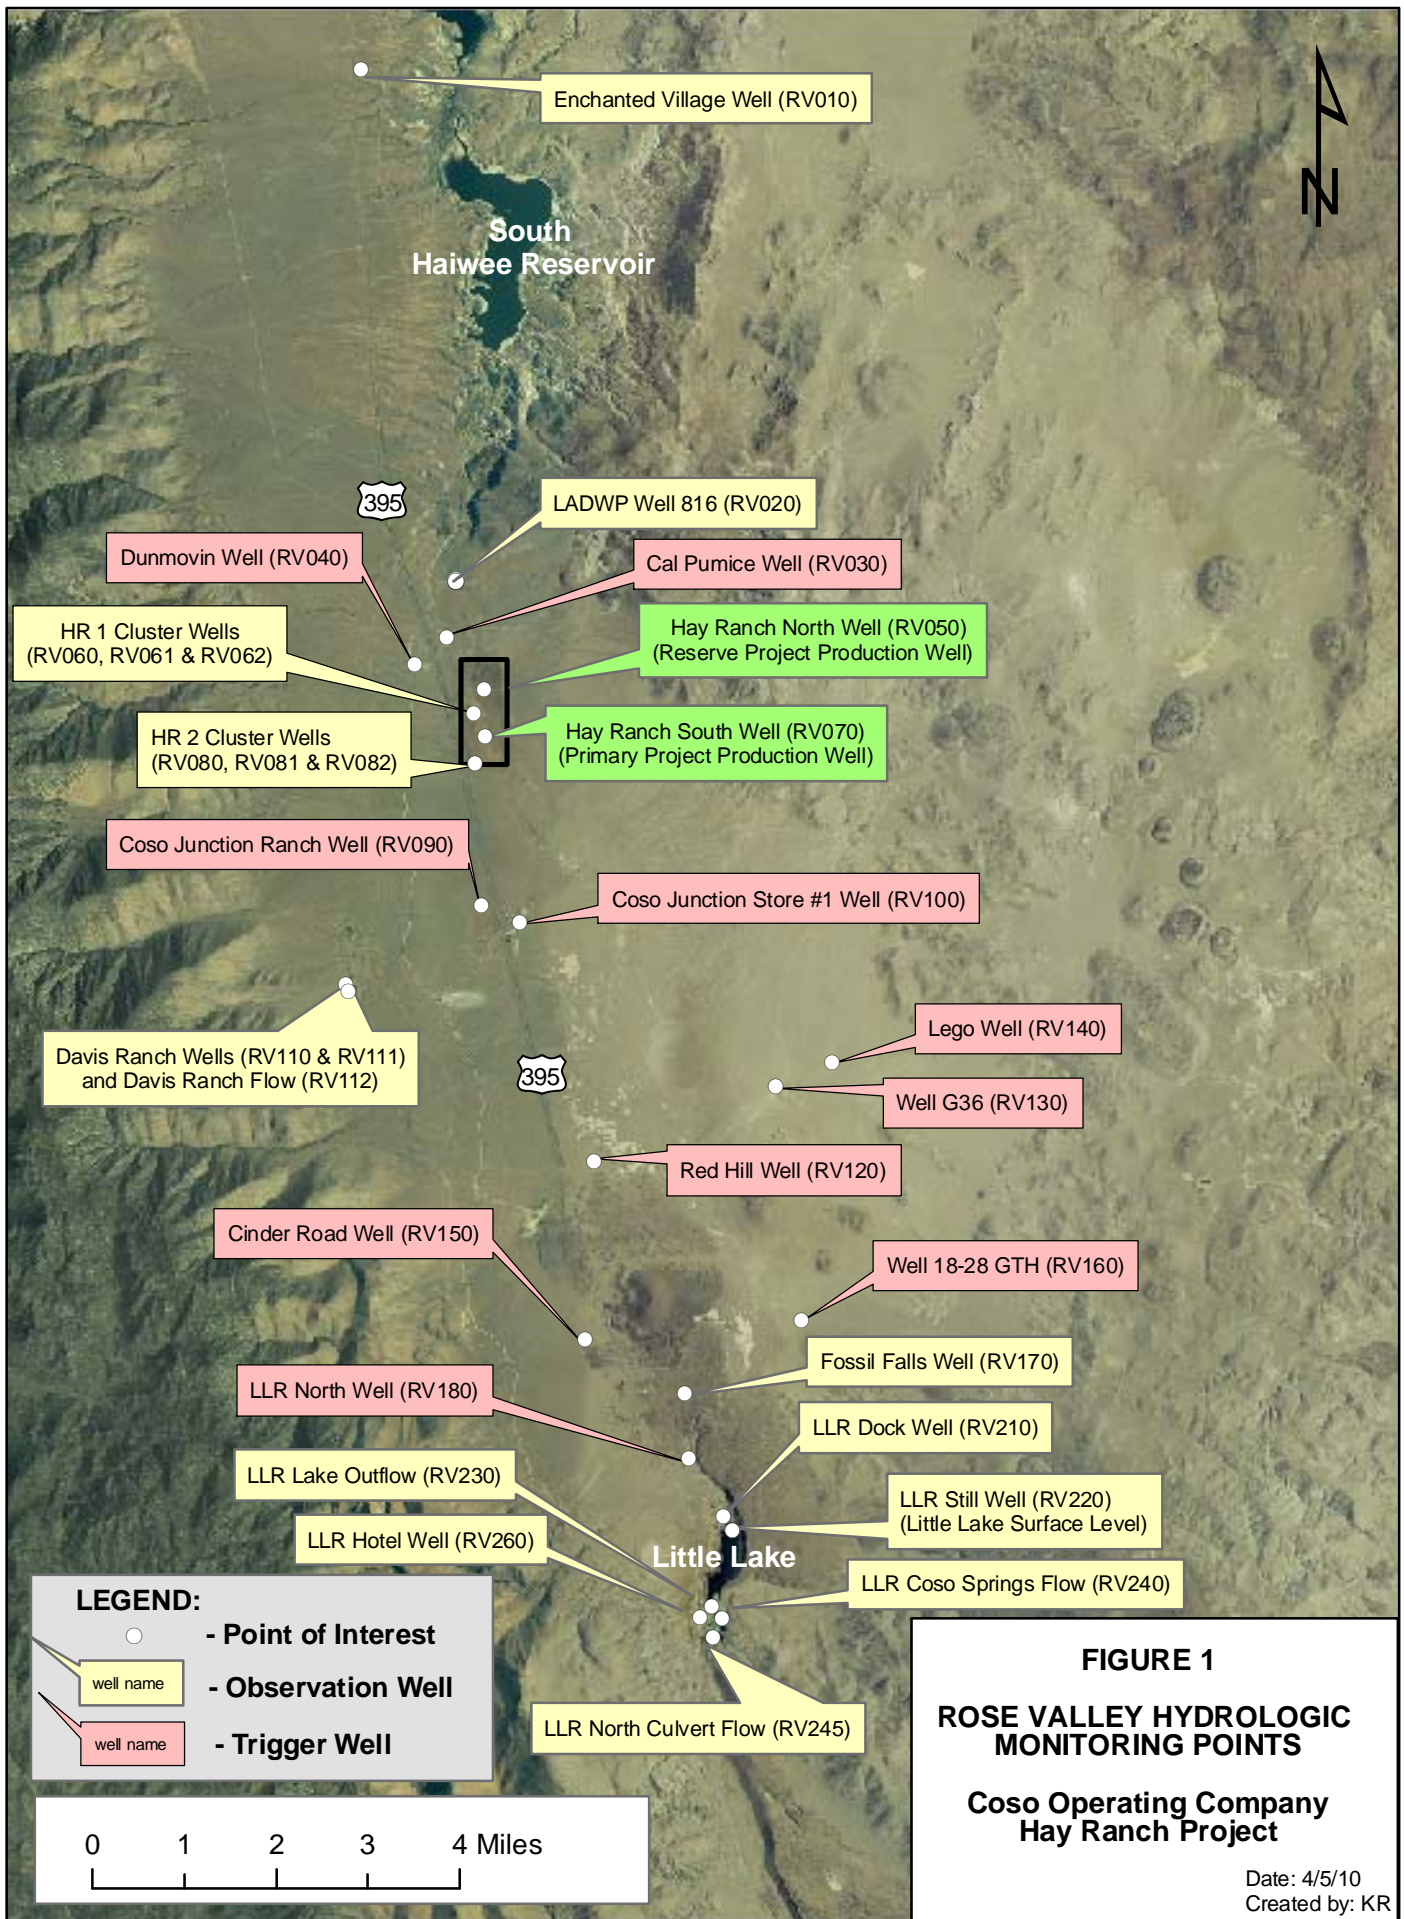 Enchanted Village Well (RV010)
N
South
Haiwee Reservoir
395
LADWP Well 816 (RV020)
Dunmovin Well (RV040)
Cal Pumice Well (RV030)
HR 1 Cluster Wells
(RV060, RV061 & RV062)
Hay Ranch North Well (RV050)
(Reserve Project Production Well)
HR 2 Cluster Wells
(RV080, RV081 & RV082)
Hay Ranch South Well (RV070)
(Primary Project Production Well)
Coso Junction Ranch Well (RV090)
Coso Junction Store #1 Well (RV100)
Davis Ranch Wells (RV110 & RV111)
and Davis Ranch Flow (RV112)
395
Lego Well (RV140)
Well G36 (RV130)
Red Hill Well (RV120)
Cinder Road Well (RV150)
Well 18-28 GTH (RV160)
Fossil Falls Well (RV170)
LLR North Well (RV180)
LLR Dock Well (RV210)
LLR Lake Outflow (RV230)
LLR Still Well (RV220)
(Little Lake Surface Level)
LLR Hotel Well (RV260)
Little Lake
LLR Coso Springs Flow (RV240)
LLR North Culvert Flow (RV245)
LEGEND:
- Point of Interest
well name - Observation Well
well name - Trigger Well
0 1 2 3 4 Miles
FIGURE 1
ROSE VALLEY HYDROLOGIC
MONITORING POINTS
Coso Operating Company
Hay Ranch Project
Date: 4/5/10
Created by: KR